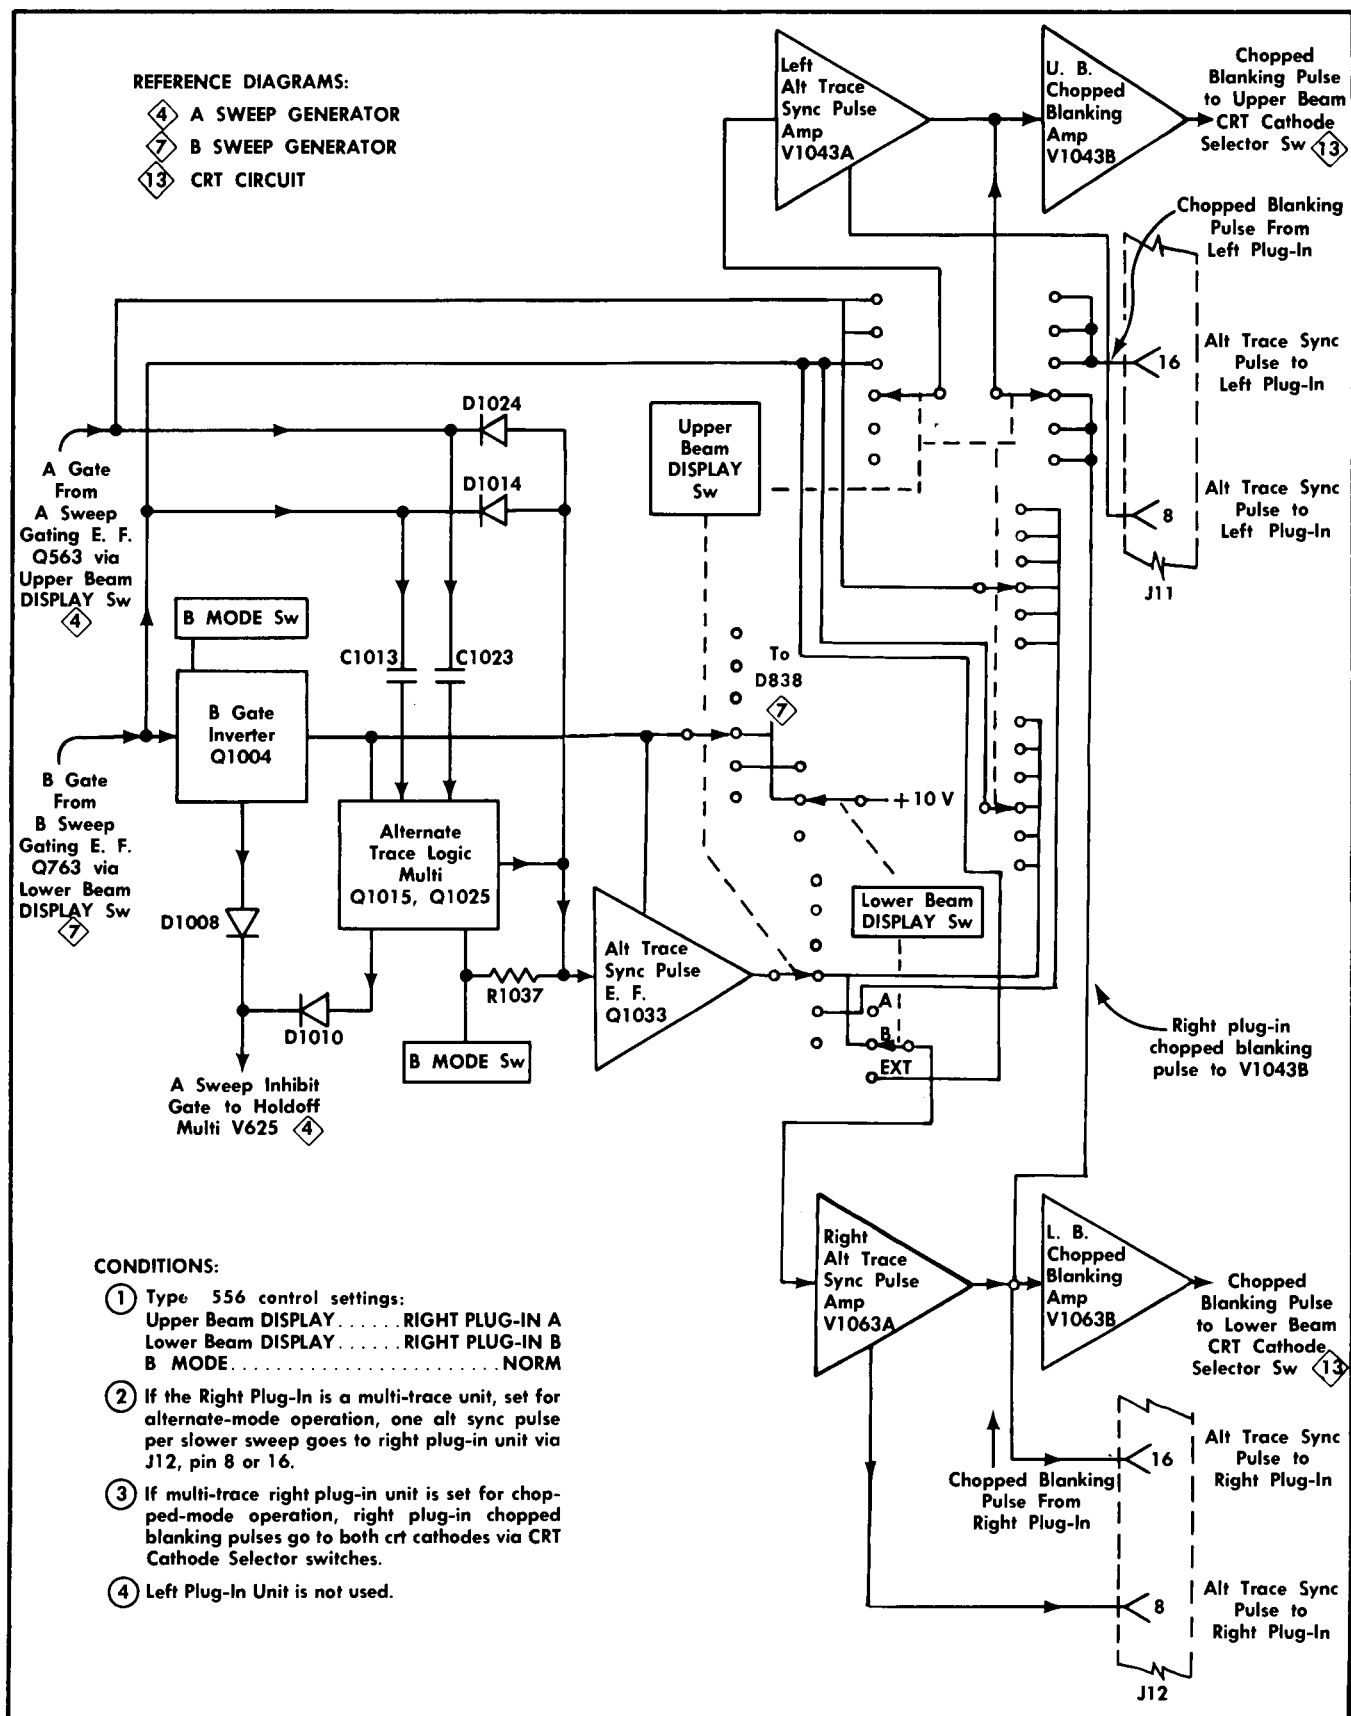 REFERENCE DIAGRAMS:
4 A SWEEP GENERATOR
7 B SWEEP GENERATOR
13 CRT CIRCUIT
Left
Alt Trace
Sync Pulse
Amp
V1043A
U. B.
Chopped
Blanking
Amp
V1043B
Chopped
Blanking Pulse
to Upper Beam
CRT Cathode
Selector Sw 13
Chopped Blanking
Pulse From
Left Plug-In
16
Alt Trace Sync
Pulse to
Left Plug-In
8
Alt Trace Sync
Pulse to
Left Plug-In
J11
Upper
Beam
DISPLAY
Sw
D1024
D1014
A Gate
From
A Sweep
Gating E. F.
Q563 via
Upper Beam
DISPLAY Sw
4
B MODE Sw
C1013
C1023
To
D838
7
B Gate
Inverter
Q1004
B Gate
From
B Sweep
Gating E. F.
Q763 via
Lower Beam
DISPLAY Sw
7
+10 V
Alternate
Trace Logic
Multi
Q1015, Q1025
Lower Beam
DISPLAY Sw
D1008
Alt Trace
Sync Pulse
E. F.
Q1033
R1037
D1010
B MODE Sw
A
B
EXT
A Sweep Inhibit
Gate to Holdoff
Multi V625 4
Right plug-in
chopped blanking
pulse to V1043B
Right
Alt Trace
Sync Pulse
Amp
V1063A
L. B.
Chopped
Blanking
Amp
V1063B
Chopped
Blanking Pulse
to Lower Beam
CRT Cathode
Selector Sw 13
CONDITIONS:
1 Type 556 control settings:
Upper Beam DISPLAY......RIGHT PLUG-IN A
Lower Beam DISPLAY......RIGHT PLUG-IN B
B MODE........................NORM
2 If the Right Plug-In is a multi-trace unit, set for
alternate-mode operation, one alt sync pulse
per slower sweep goes to right plug-in unit via
J12, pin 8 or 16.
3 If multi-trace right plug-in unit is set for chop-
ped-mode operation, right plug-in chopped
blanking pulses go to both crt cathodes via CRT
Cathode Selector switches.
4 Left Plug-In Unit is not used.
Chopped Blanking
Pulse From
Right Plug-In
16
Alt Trace Sync
Pulse to
Right Plug-In
8
Alt Trace Sync
Pulse to
Right Plug-In
J12